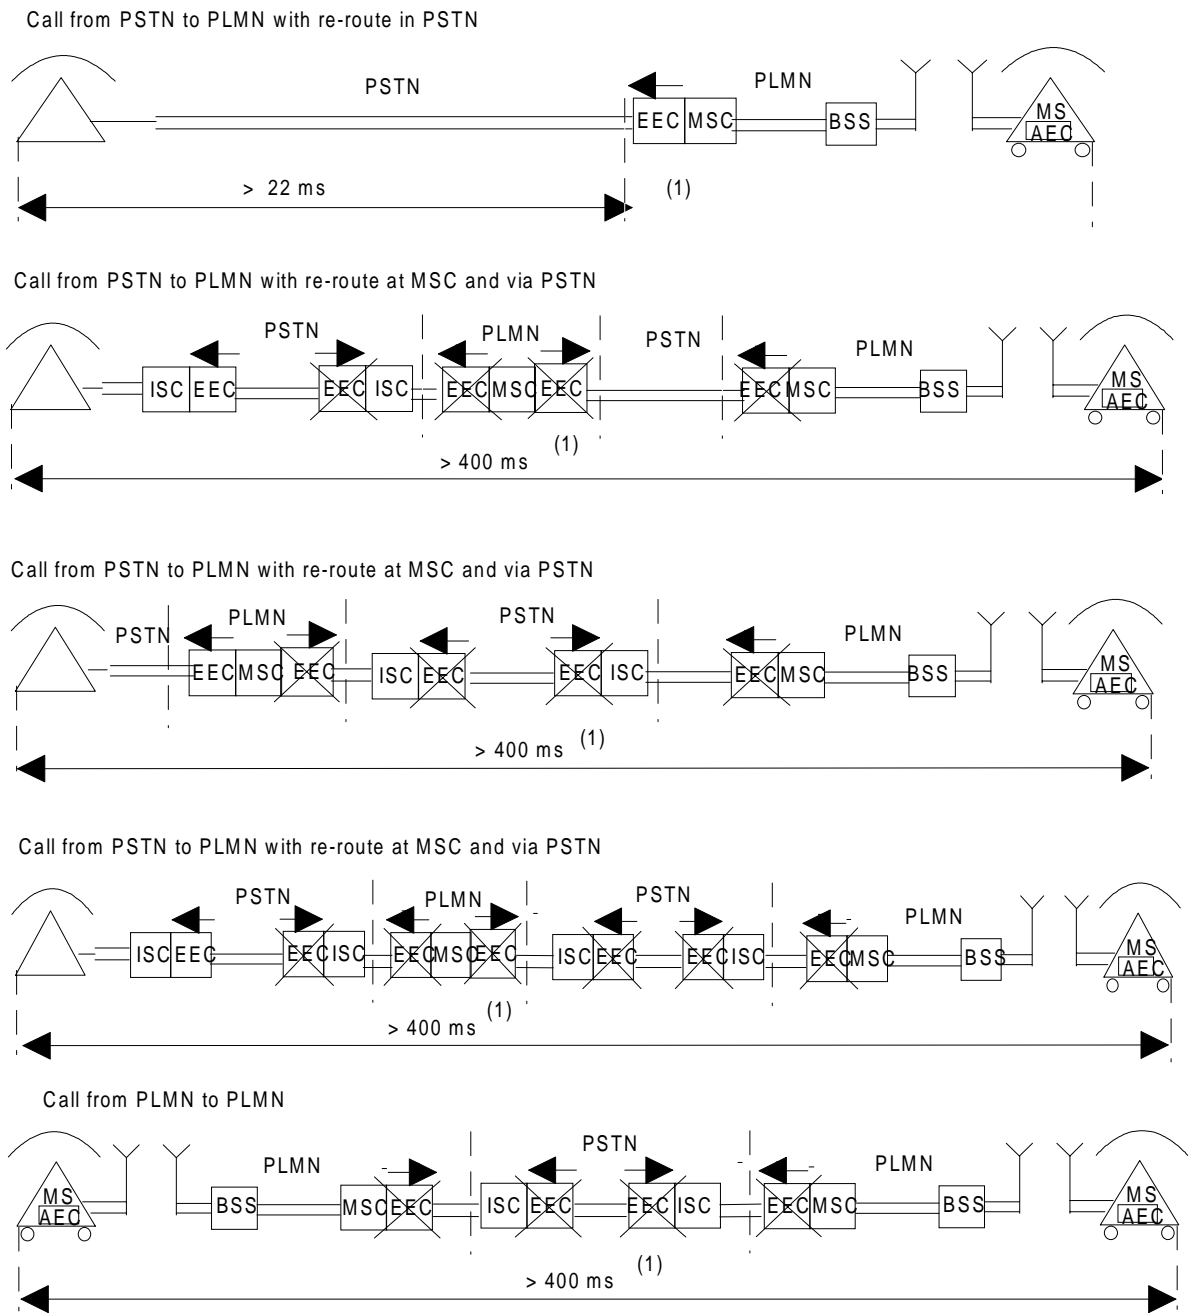 Call from PSTN to PLMN with re-route in PSTN
PSTN PLMN
EEC MSC BSS MS
AEC
> 22 ms (1)
Call from PSTN to PLMN with re-route at MSC and via PSTN
PSTN PLMN PSTN PLMN
ISC EEC EEC ISC EEC MSC EEC EEC MSC BSS MS
AEC
(1)
> 400 ms
Call from PSTN to PLMN with re-route at MSC and via PSTN
PSTN PLMN PSTN PLMN
EEC MSC EEC ISC EEC EEC ISC EEC MSC BSS MS
AEC
> 400 ms (1)
Call from PSTN to PLMN with re-route at MSC and via PSTN
PSTN PLMN PSTN PLMN
ISC EEC EEC ISC EEC MSC EEC ISC EEC EEC ISC EEC MSC BSS MS
AEC
(1)
> 400 ms
Call from PLMN to PLMN
PLMN PSTN PLMN
MS BSS MSC EEC ISC EEC EEC ISC EEC MSC BSS MS
AEC AEC
(1)
> 400 ms